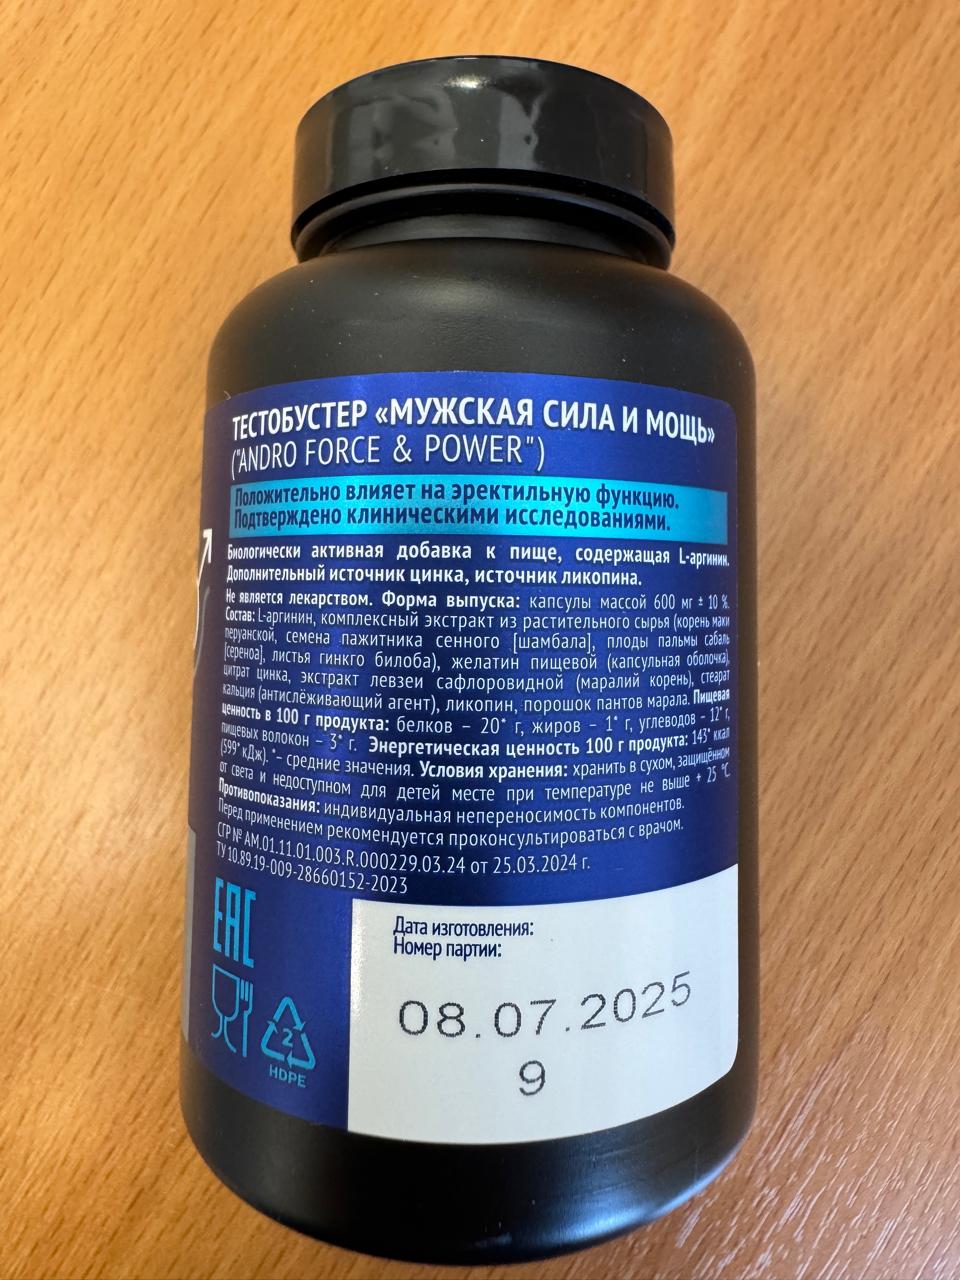 ТЕСТОБУСТЕР «МУЖСКАЯ СИЛА И МОЩЬ»
("ANDRO FORCE & POWER")
Положительно влияет на эректильную функцию.
Подтверждено клиническими исследованиями.
Биологически активная добавка к пище, содержащая L-аргинин.
Дополнительный источник цинка, источник ликопина.
Не является лекарством. Форма выпуска: капсулы массой 600 мг ± 10 %.
Состав: L-аргинин, комплексный экстракт из растительного сырья (корень маки
перуанской, семена пажитника сенного [шамбала], плоды пальмы сабаль
[сереноа], листья гинкго билоба), желатин пищевой (капсульная оболочка),
цитрат цинка, экстракт левзеи сафлоровидной (маралий корень), стеарат
кальция (антислёживающий агент), ликопин, порошок пантов марала. Пищевая
ценность в 100 г продукта: белков – 20* г, жиров – 1* г, углеводов – 12* г,
пищевых волокон – 3* г. Энергетическая ценность 100 г продукта: 143* ккал
(599* кДж). *– средние значения. Условия хранения: хранить в сухом, защищённом
от света и недоступном для детей месте при температуре не выше + 25 °C
Противопоказания: индивидуальная непереносимость компонентов.
Перед применением рекомендуется проконсультироваться с врачом.
СГР № AM.01.11.01.003.R.000229.03.24 от 25.03.2024 г.
ТУ 10.89.19-009-28660152-2023
EAC
Дата изготовления:
Номер партии:
08.07.2025
9
2
HDPE